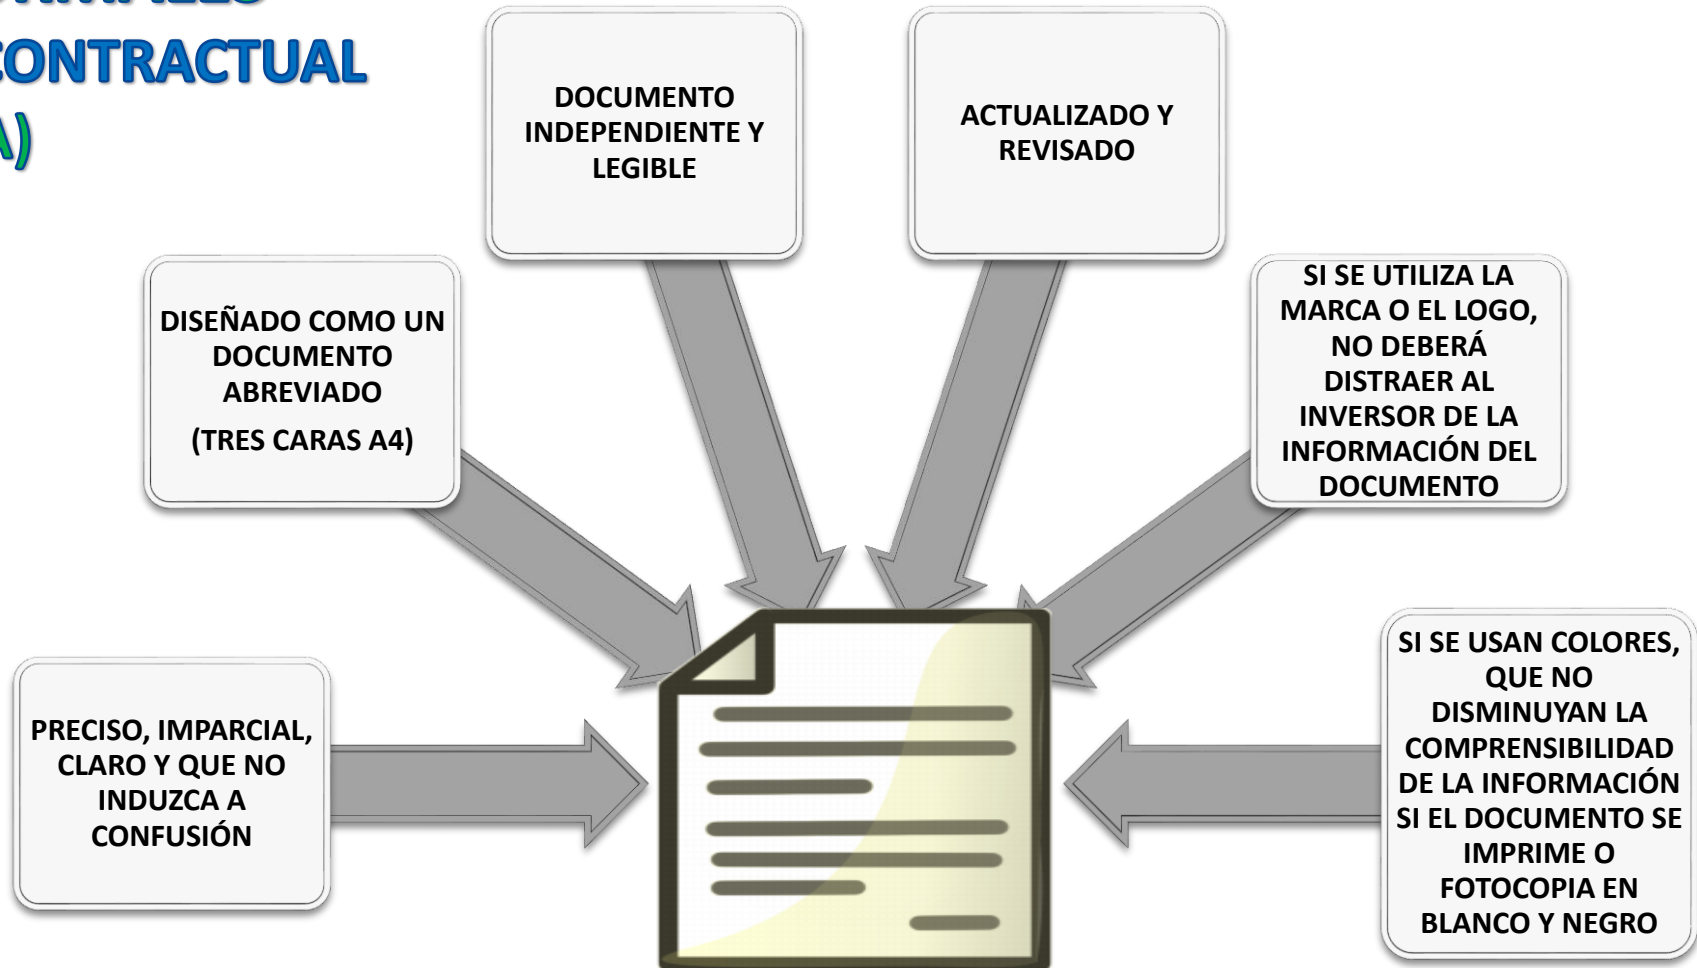 CONTRACTUAL
A)
DOCUMENTO
INDEPENDIENTE Y
LEGIBLE
ACTUALIZADO Y
REVISADO
DISEÑADO COMO UN
DOCUMENTO
ABREVIADO
(TRES CARAS A4)
SI SE UTILIZA LA
MARCA O EL LOGO,
NO DEBERÁ
DISTRAER AL
INVERSOR DE LA
INFORMACIÓN DEL
DOCUMENTO
PRECISO, IMPARCIAL,
CLARO Y QUE NO
INDUZCA A
CONFUSIÓN
SI SE USAN COLORES,
QUE NO
DISMINUYAN LA
COMPRENSIBILIDAD
DE LA INFORMACIÓN
SI EL DOCUMENTO SE
IMPRIME O
FOTOCOPIA EN
BLANCO Y NEGRO